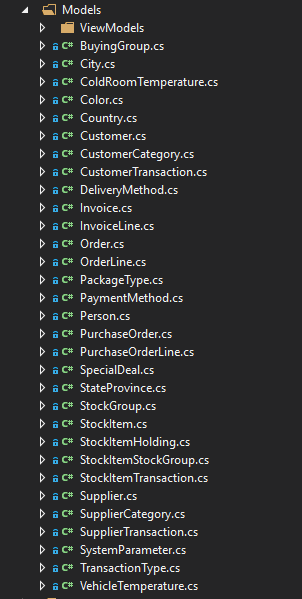 Models
ViewModels
C# BuyingGroup.cs
C# City.cs
C# ColdRoomTemperature.cs
C# Color.cs
C# Country.cs
C# Customer.cs
C# CustomerCategory.cs
C# CustomerTransaction.cs
C# DeliveryMethod.cs
C# Invoice.cs
C# InvoiceLine.cs
C# Order.cs
C# OrderLine.cs
C# PackageType.cs
C# PaymentMethod.cs
C# Person.cs
C# PurchaseOrder.cs
C# PurchaseOrderLine.cs
C# SpecialDeal.cs
C# StateProvince.cs
C# StockGroup.cs
C# StockItem.cs
C# StockItemHolding.cs
C# StockItemStockGroup.cs
C# StockItemTransaction.cs
C# Supplier.cs
C# SupplierCategory.cs
C# SupplierTransaction.cs
C# SystemParameter.cs
C# TransactionType.cs
C# VehicleTemperature.cs